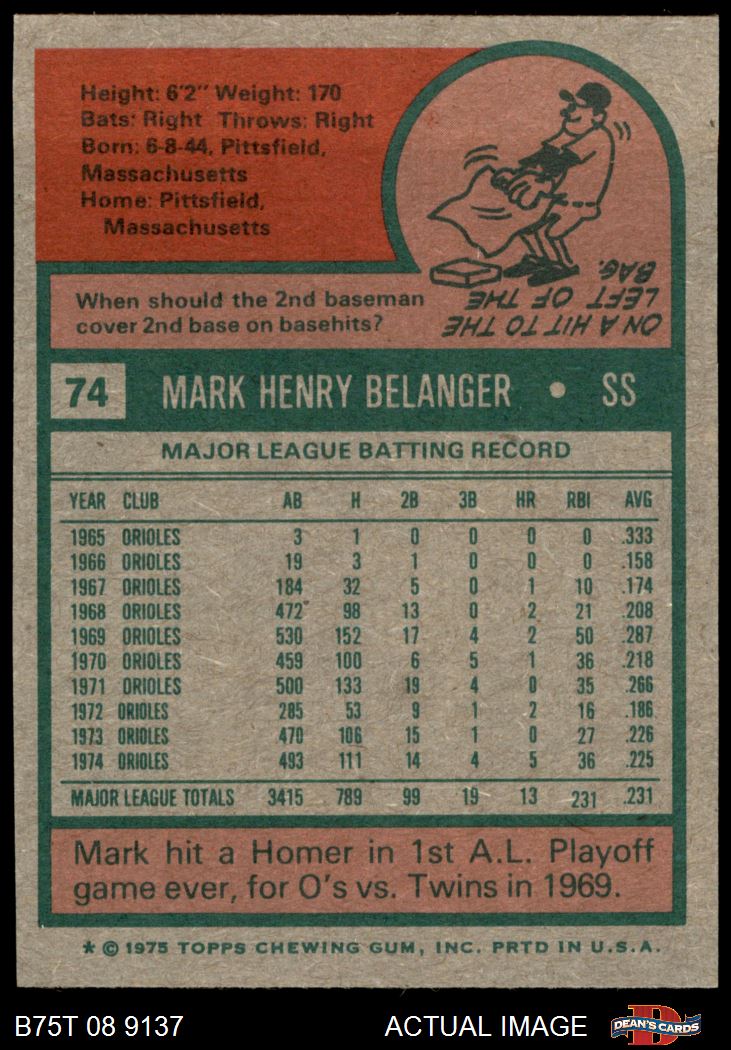 Height: 6'2" Weight: 170
Bats: Right Throws: Right
Born: 6-8-44, Pittsfield,
Massachusetts
Home: Pittsfield,
Massachusetts
When should the 2nd baseman
cover 2nd base on basehits?
ON A HIT TO THE
LEFT OF THE
BAG.
74 MARK HENRY BELANGER • SS
MAJOR LEAGUE BATTING RECORD
YEAR CLUB AB H 2B 3B HR RBI AVG
1965 ORIOLES 3 1 0 0 0 0 .333
1966 ORIOLES 19 3 1 0 0 0 .158
1967 ORIOLES 184 32 5 0 1 10 .174
1968 ORIOLES 472 98 13 0 2 21 .208
1969 ORIOLES 530 152 17 4 2 50 .287
1970 ORIOLES 459 100 6 5 1 36 .218
1971 ORIOLES 500 133 19 4 0 35 .266
1972 ORIOLES 285 53 9 1 2 16 .186
1973 ORIOLES 470 106 15 1 0 27 .226
1974 ORIOLES 493 111 14 4 5 36 .225
MAJOR LEAGUE TOTALS 3415 789 99 19 13 231 .231
Mark hit a Homer in 1st A.L. Playoff
game ever, for O's vs. Twins in 1969.
* © 1975 TOPPS CHEWING GUM, INC. PRTD IN U.S.A.
B75T 08 9137 ACTUAL IMAGE D DEAN'S CARDS